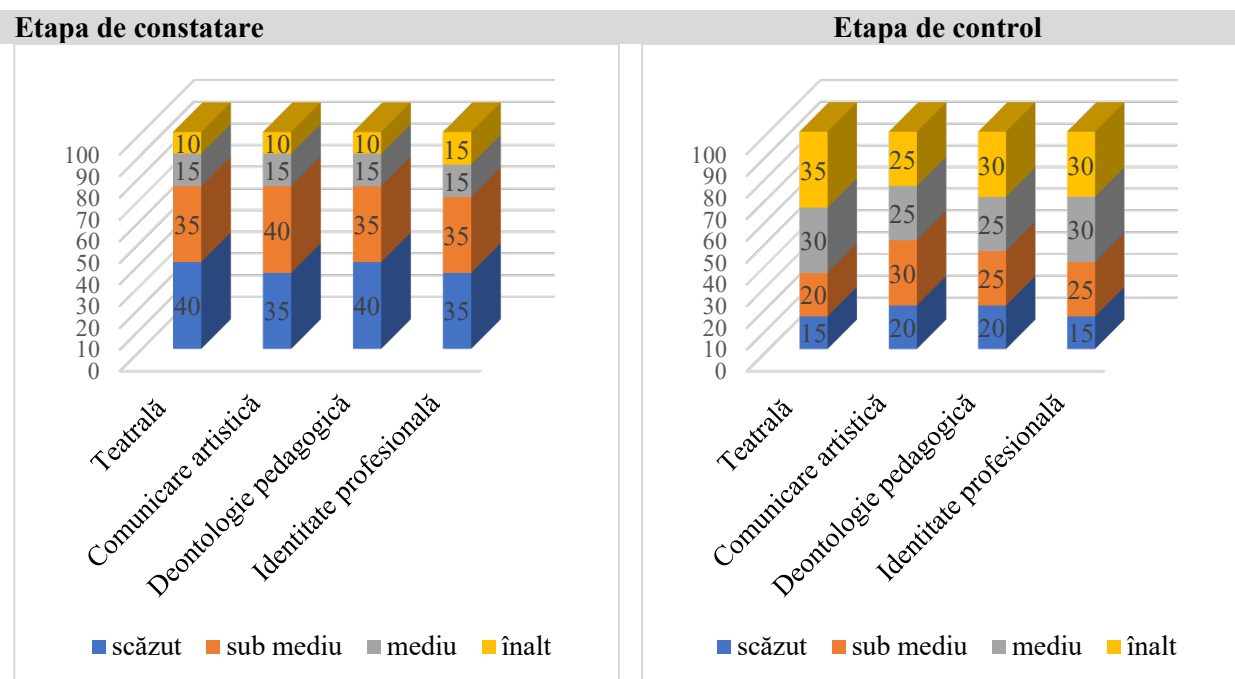 Etapa de constatare Etapa de control
100
90
80
70
60
50
40
30
20
10
0
10 10 10 15
15 15 15 15
35 40 35 35
40 35 40 35
Teatrală
Comunicare artistică
Deontologie pedagogică
Identitate profesională
scăzut sub mediu mediu înalt
100
90
80
70
60
50
40
30
20
10
0
35 25 30 30
30 25 25 30
20 30 25 25
15 20 20 15
Teatrală
Comunicare artistică
Deontologie pedagogică
Identitate profesională
scăzut sub mediu mediu înalt